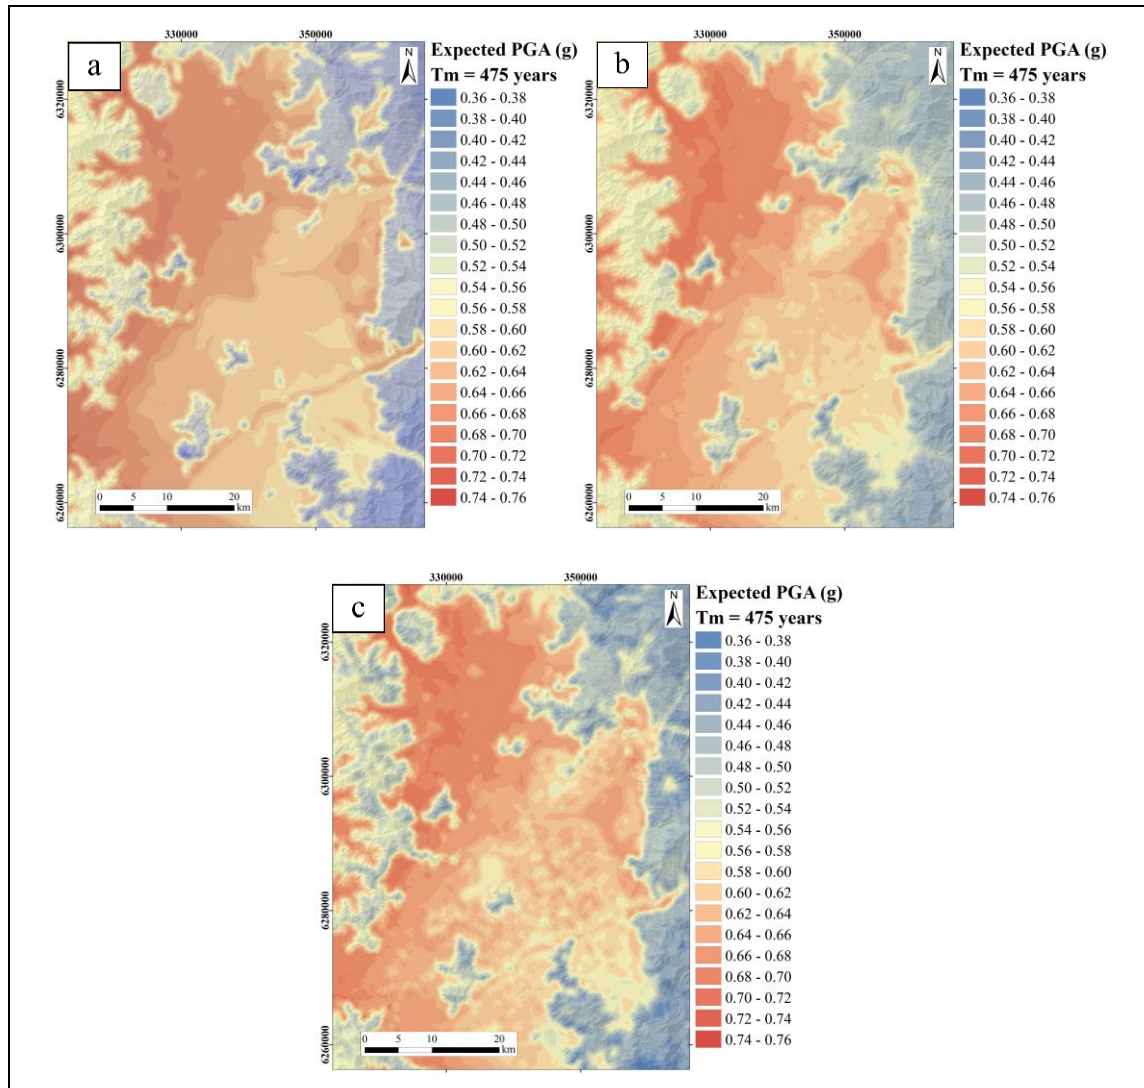 330000 350000
a
N
6320000
6300000
6280000
6260000
0 5 10 20
km
Expected PGA (g)
Tm = 475 years
0.36 - 0.38
0.38 - 0.40
0.40 - 0.42
0.42 - 0.44
0.44 - 0.46
0.46 - 0.48
0.48 - 0.50
0.50 - 0.52
0.52 - 0.54
0.54 - 0.56
0.56 - 0.58
0.58 - 0.60
0.60 - 0.62
0.62 - 0.64
0.64 - 0.66
0.66 - 0.68
0.68 - 0.70
0.70 - 0.72
0.72 - 0.74
0.74 - 0.76
330000 350000
b
N
6320000
6300000
6280000
6260000
0 5 10 20
km
Expected PGA (g)
Tm = 475 years
0.36 - 0.38
0.38 - 0.40
0.40 - 0.42
0.42 - 0.44
0.44 - 0.46
0.46 - 0.48
0.48 - 0.50
0.50 - 0.52
0.52 - 0.54
0.54 - 0.56
0.56 - 0.58
0.58 - 0.60
0.60 - 0.62
0.62 - 0.64
0.64 - 0.66
0.66 - 0.68
0.68 - 0.70
0.70 - 0.72
0.72 - 0.74
0.74 - 0.76
330000 350000
c
N
6320000
6300000
6280000
6260000
0 5 10 20
km
Expected PGA (g)
Tm = 475 years
0.36 - 0.38
0.38 - 0.40
0.40 - 0.42
0.42 - 0.44
0.44 - 0.46
0.46 - 0.48
0.48 - 0.50
0.50 - 0.52
0.52 - 0.54
0.54 - 0.56
0.56 - 0.58
0.58 - 0.60
0.60 - 0.62
0.62 - 0.64
0.64 - 0.66
0.66 - 0.68
0.68 - 0.70
0.70 - 0.72
0.72 - 0.74
0.74 - 0.76